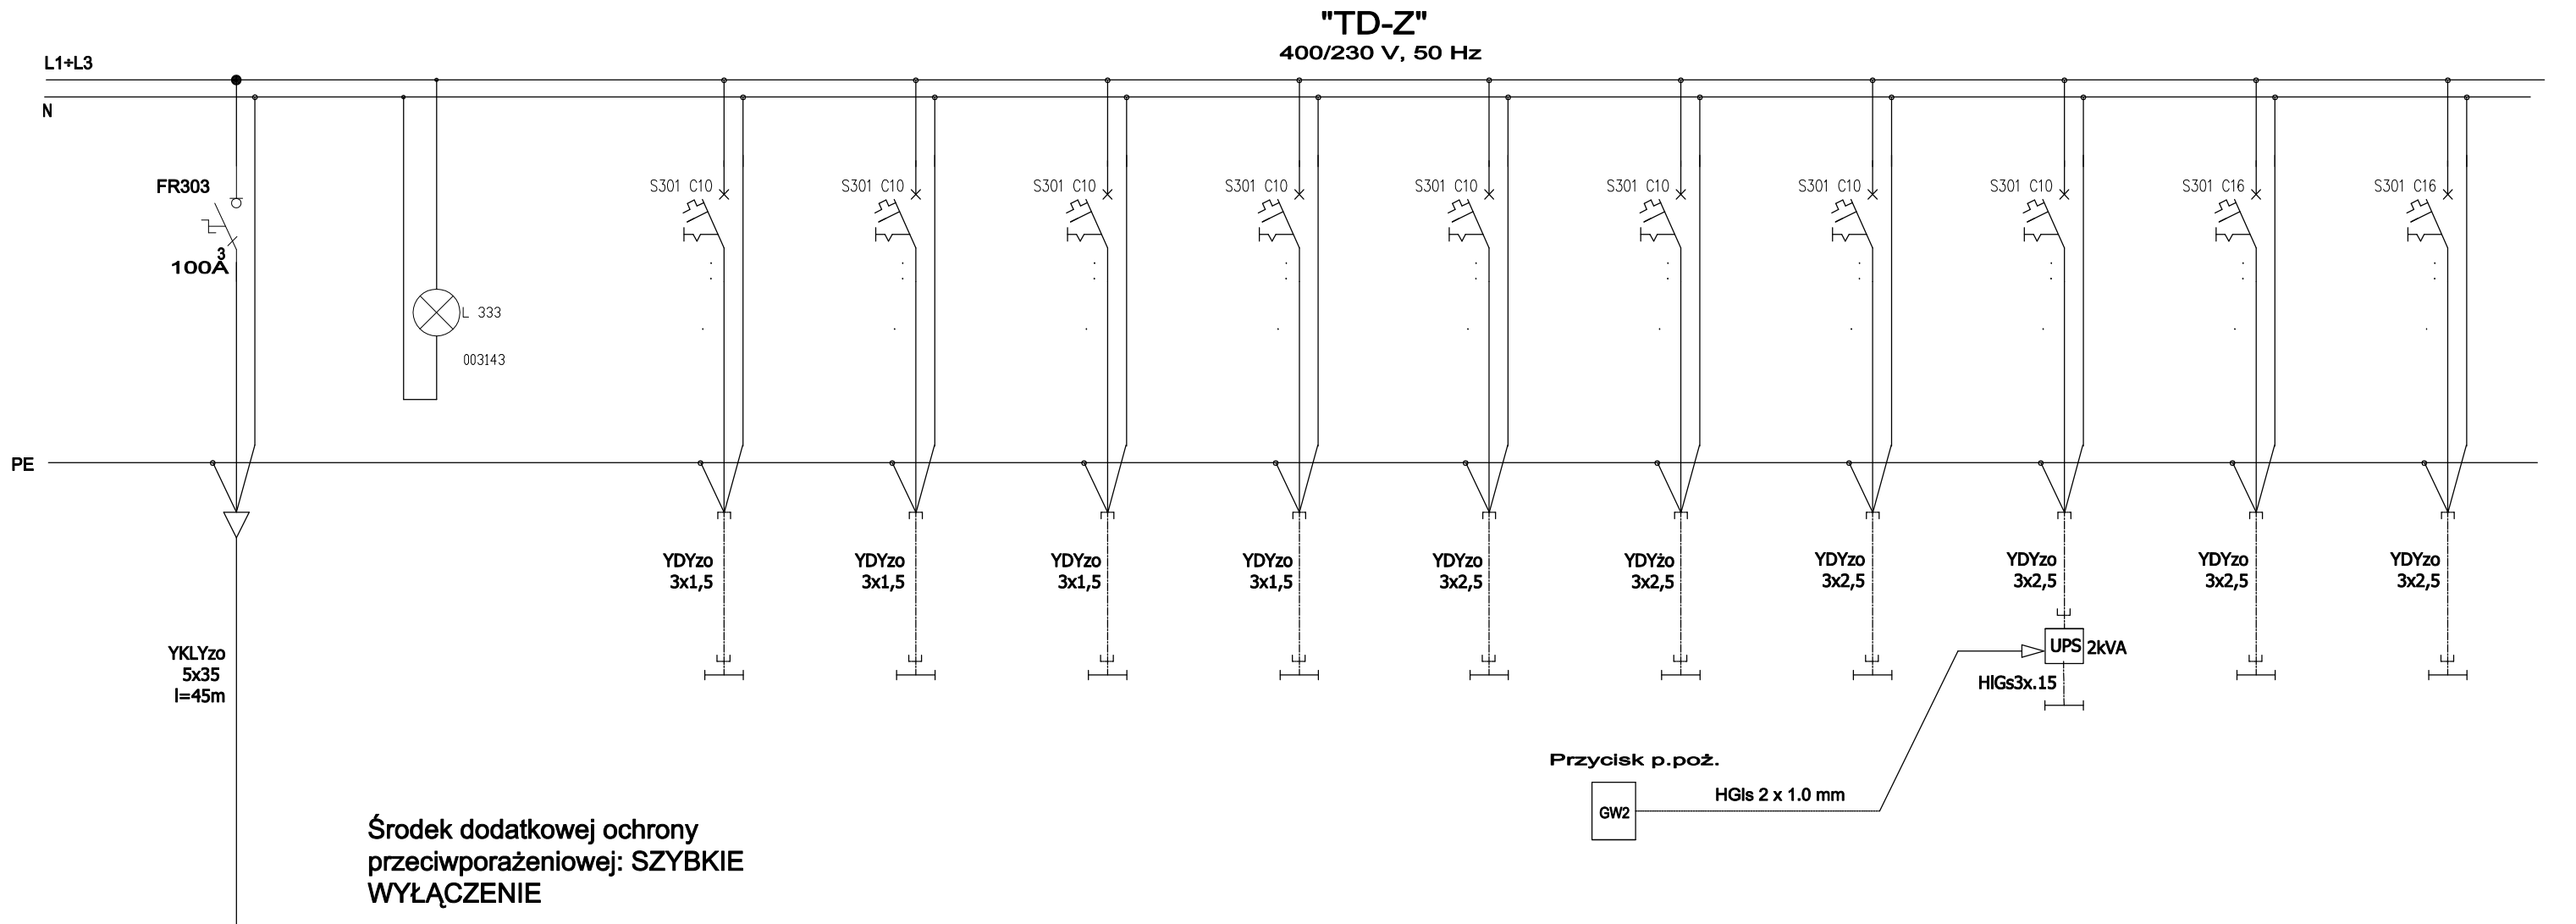 "TD-Z"
400/230 V, 50 Hz
L1÷L3
N
FR303
3
100A
L 333
003143
S301 C10
S301 C10
S301 C10
S301 C10
S301 C10
S301 C10
S301 C10
S301 C10
S301 C16
S301 C16
PE
YDYzo
3x1,5
YDYzo
3x1,5
YDYzo
3x1,5
YDYzo
3x1,5
YDYzo
3x2,5
YDYżo
3x2,5
YDYzo
3x2,5
YDYzo
3x2,5
YDYzo
3x2,5
YDYzo
3x2,5
YKLYzo
5x35
l=45m
UPS 2kVA
HlGs3x.15
Przycisk p.poż.
GW2
HGls 2 x 1.0 mm
Środek dodatkowej ochrony
przeciwporażeniowej: SZYBKIE
WYŁĄCZENIE